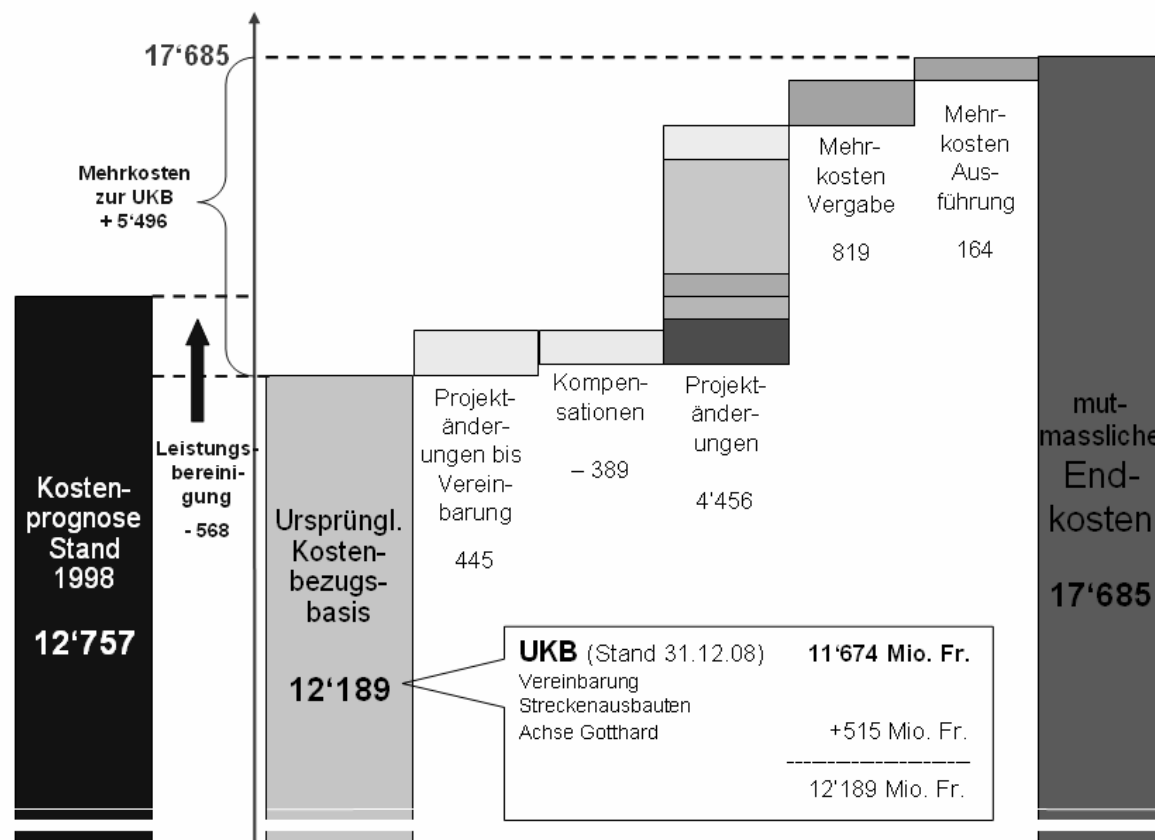 17‘685
Mehrkosten
zur UKB
+ 5‘496
Kosten-
prognose
Stand
1998
12‘757
Leistungs-
bereini-
gung
- 568
Ursprüngl.
Kosten-
bezugs-
basis
12‘189
Projekt-
änder-
ungen bis
Verein-
barung
445
Kompen-
sationen
– 389
Projekt-
änder-
ungen
4'456
Mehr-
kosten
Vergabe
819
Mehr-
kosten
Aus-
führung
164
mut-
massliche
End-
kosten
17‘685
UKB (Stand 31.12.08) 11‘674 Mio. Fr.
Vereinbarung
Streckenausbauten
Achse Gotthard +515 Mio. Fr.
-----------------------
12'189 Mio. Fr.